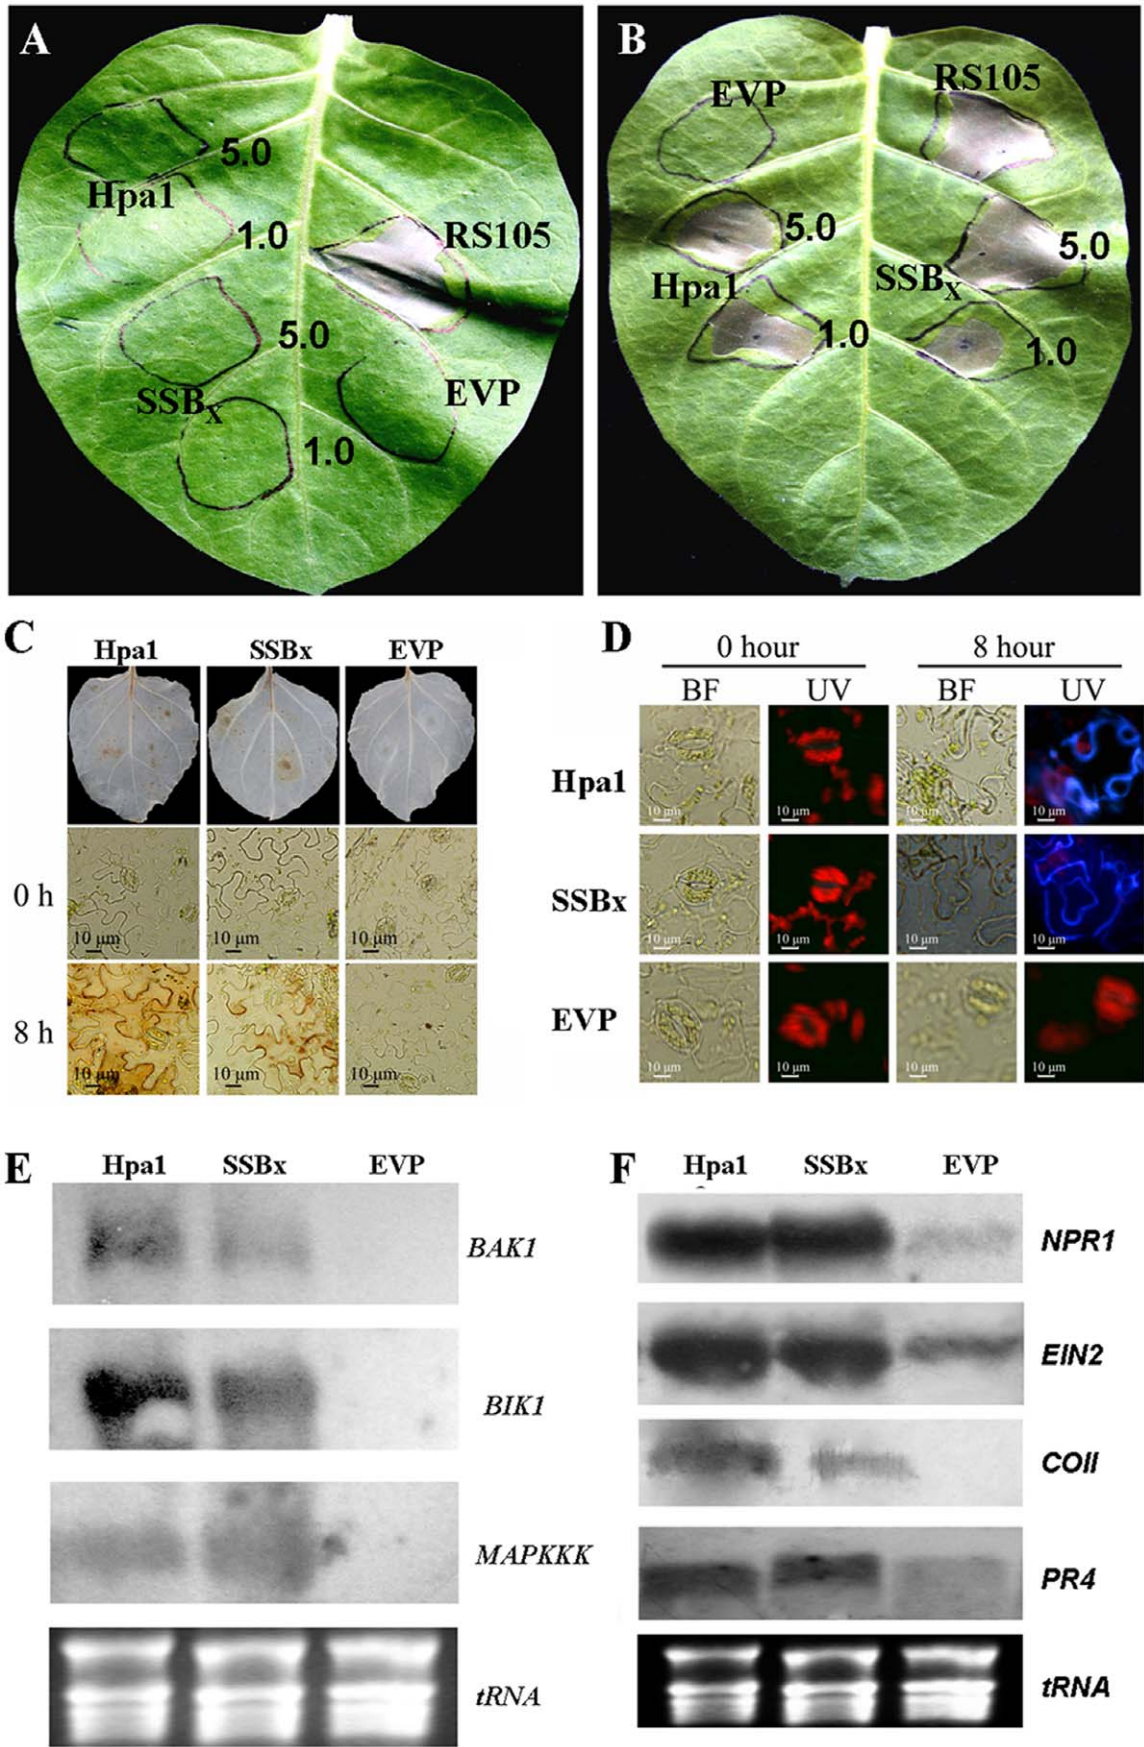 A
5.0
Hpa1
1.0
RS105
5.0
SSBx
EVP
1.0
B
RS105
EVP
5.0
5.0
Hpa1
SSBx
1.0
1.0
C
Hpa1 SSBx EVP
0 h
10 µm 10 µm 10 µm
8 h
10 µm 10 µm 10 µm
D
0 hour 8 hour
BF UV BF UV
Hpa1
10 µm 10 µm 10 µm 10 µm
SSBx
10 µm 10 µm 10 µm 10 µm
EVP
10 µm 10 µm 10 µm 10 µm
E
Hpa1 SSBx EVP
BAK1
BIK1
MAPKKK
tRNA
F
Hpa1 SSBx EVP
NPR1
EIN2
COII
PR4
tRNA